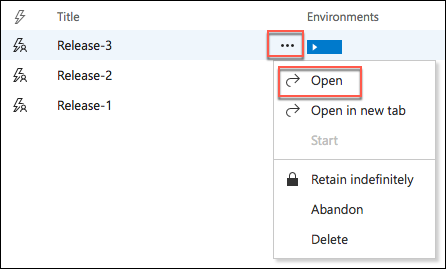 Title Environments
Release-3 ...
Release-2
Release-1
Open
Open in new tab
Start
Retain indefinitely
Abandon
Delete